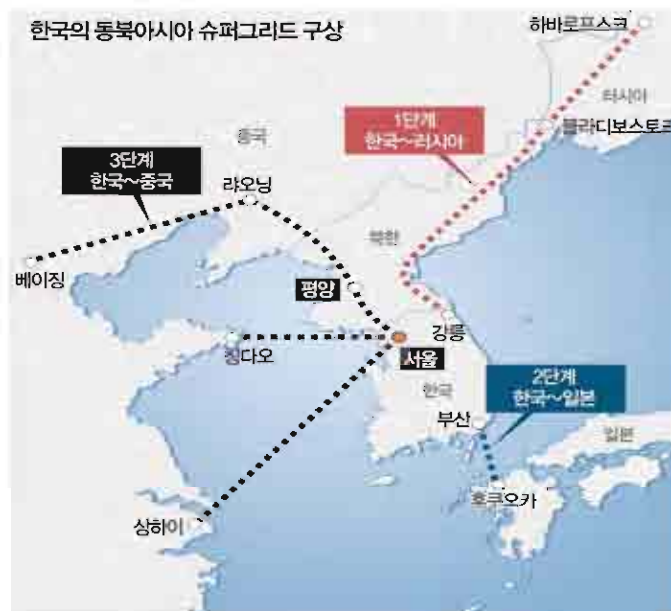 한국의 동북아시아 슈퍼그리드 구상
하바로프스크
러시아
블라디보스토크
1단계
한국~러시아
중국
3단계
한국~중국
랴오닝
북한
베이징
평양
강릉
칭다오
서울
한국
2단계
한국~일본
부산
일본
후쿠오카
상하이